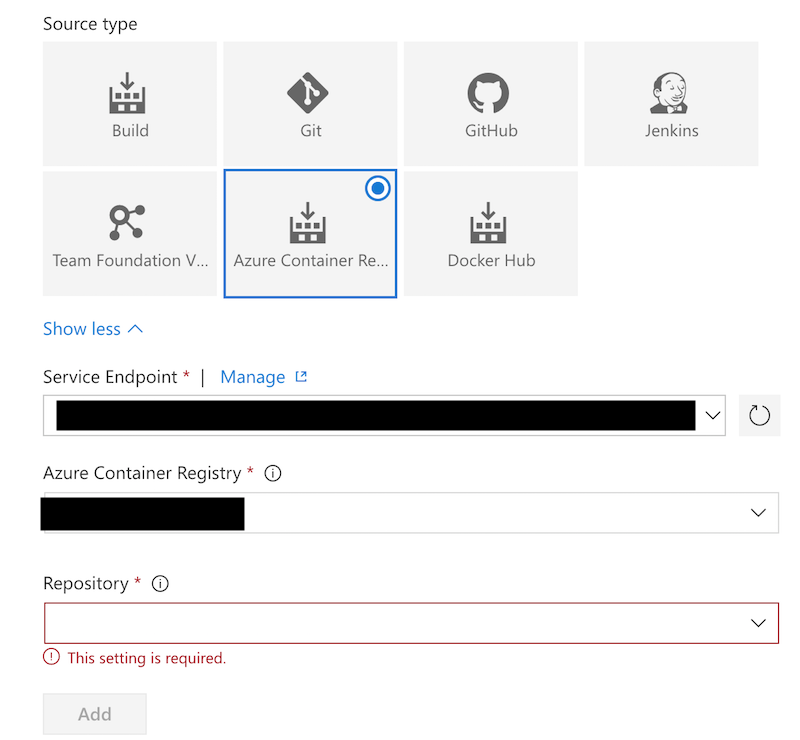 Source type
Build
Git
GitHub
Jenkins
Team Foundation V...
Azure Container Re...
Docker Hub
Show less
Service Endpoint * | Manage
Azure Container Registry *
Repository *
This setting is required.
Add